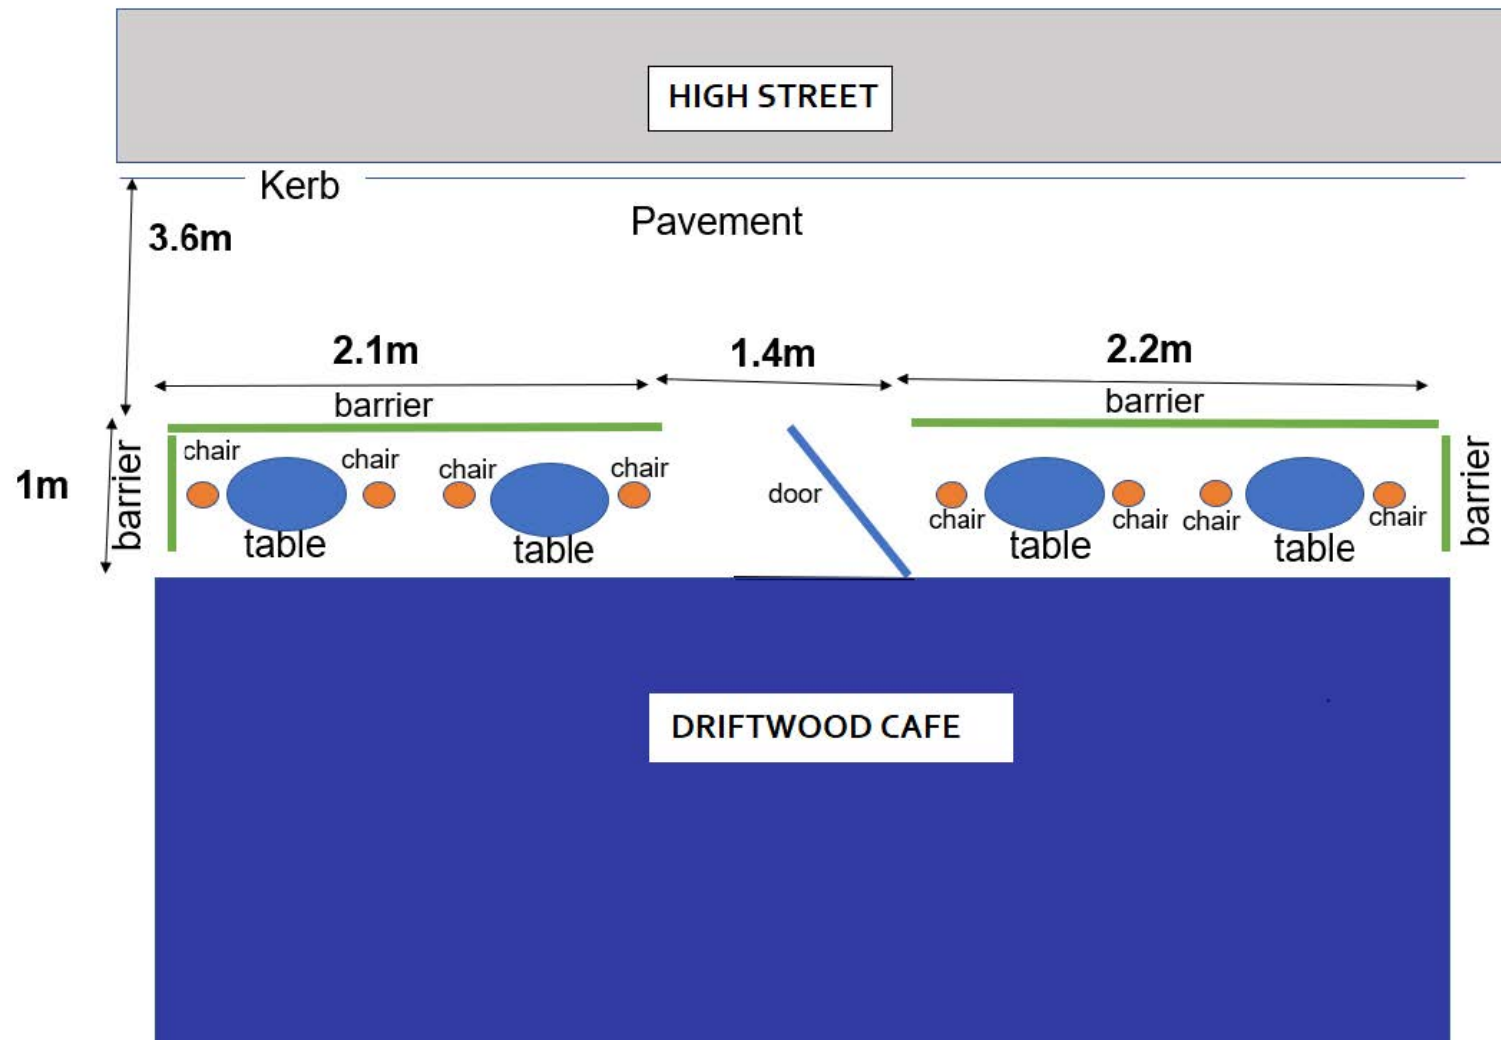 HIGH STREET
Kerb
Pavement
3.6m
2.1m
1.4m
2.2m
barrier
barrier
1m
barrier
chair
chair
chair
chair
door
chair
chair
chair
chair
barrier
table
table
table
table
DRIFTWOOD CAFE